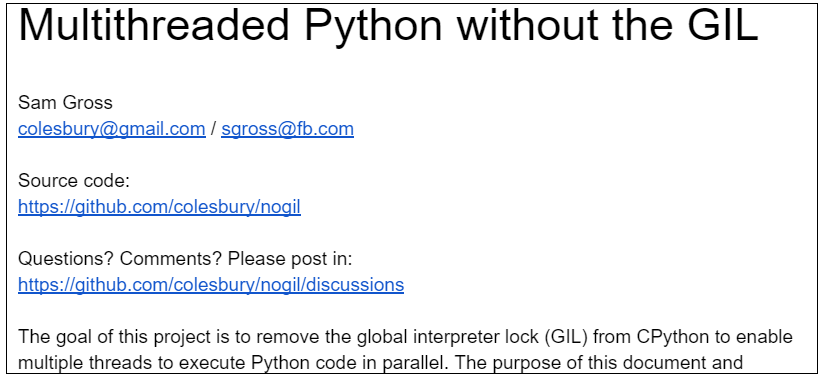 Multithreaded Python without the GIL
Sam Gross
colesbury@gmail.com / sgross@fb.com
Source code:
https://github.com/colesbury/nogil
Questions? Comments? Please post in:
https://github.com/colesbury/nogil/discussions
The goal of this project is to remove the global interpreter lock (GIL) from CPython to enable
multiple threads to execute Python code in parallel. The purpose of this document and